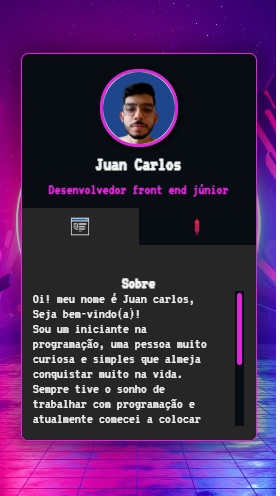 Juan Carlos
Desenvolvedor front end júnior
Sobre
Oi! meu nome é Juan carlos,
Seja bem-vindo(a)!
Sou um iniciante na
programação, uma pessoa muito
curiosa e simples que almeja
conquistar muito na vida.
Sempre tive o sonho de
trabalhar com programação e
atualmente comecei a colocar